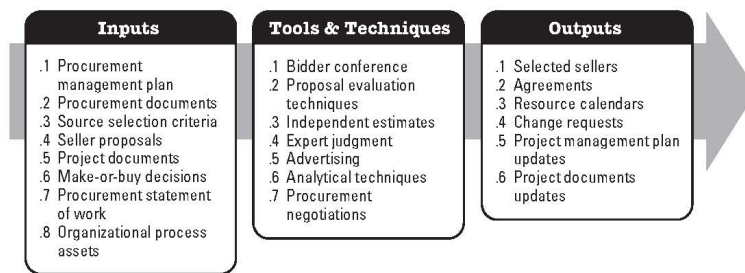 Inputs
.1 Procurement
management plan
.2 Procurement documents
.3 Source selection criteria
.4 Seller proposals
.5 Project documents
.6 Make-or-buy decisions
.7 Procurement statement
of work
.8 Organizational process
assets
Tools & Techniques
.1 Bidder conference
.2 Proposal evaluation
techniques
.3 Independent estimates
.4 Expert judgment
.5 Advertising
.6 Analytical techniques
.7 Procurement
negotiations
Outputs
.1 Selected sellers
.2 Agreements
.3 Resource calendars
.4 Change requests
.5 Project management plan
updates
.6 Project documents
updates